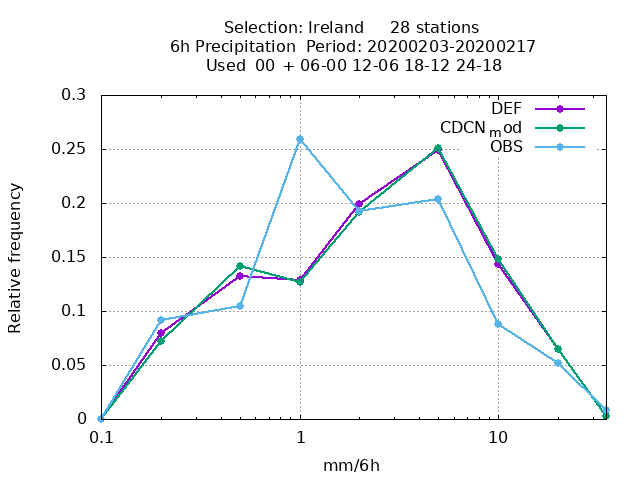 Selection: Ireland 28 stations
6h Precipitation Period: 20200203-20200217
Used 00 + 06-00 12-06 18-12 24-18
0.3
DEF
CDCN_mod
OBS
0.25
0.2
0.15
0.1
0.05
0
Relative frequency
0.1 1 10
mm/6h